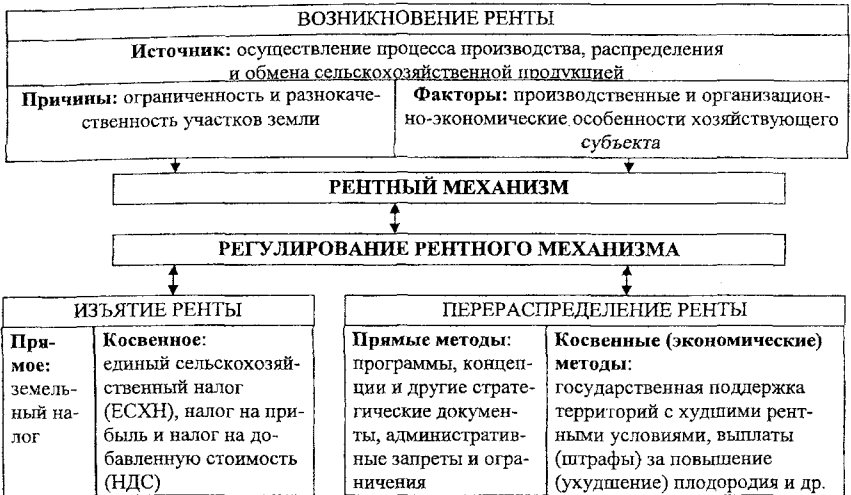 ВОЗНИКНОВЕНИЕ РЕНТЫ
Источник: осуществление процесса производства, распределения
и обмена сельскохозяйственной продукцией
Причины: ограниченность и разнокаче-
ственность участков земли
Факторы: производственные и организацион-
но-экономические особенности хозяйствующего
субъекта
РЕНТНЫЙ МЕХАНИЗМ
РЕГУЛИРОВАНИЕ РЕНТНОГО МЕХАНИЗМА
ИЗЪЯТИЕ РЕНТЫ
Пря-
мое:
земель-
ный на-
лог
Косвенное:
единый сельскохозяй-
ственный налог
(ЕСХН), налог на при-
быль и налог на до-
бавленную стоимость
(НДС)
ПЕРЕРАСПРЕДЕЛЕНИЕ РЕНТЫ
Прямые методы:
программы, концеп-
ции и другие страте-
гические докумен-
ты, административ-
ные запреты и огра-
ничения
Косвенные (экономические)
методы:
государственная поддержка
территорий с худшими рент-
ными условиями, выплаты
(штрафы) за повышение
(ухудшение) плодородия и др.